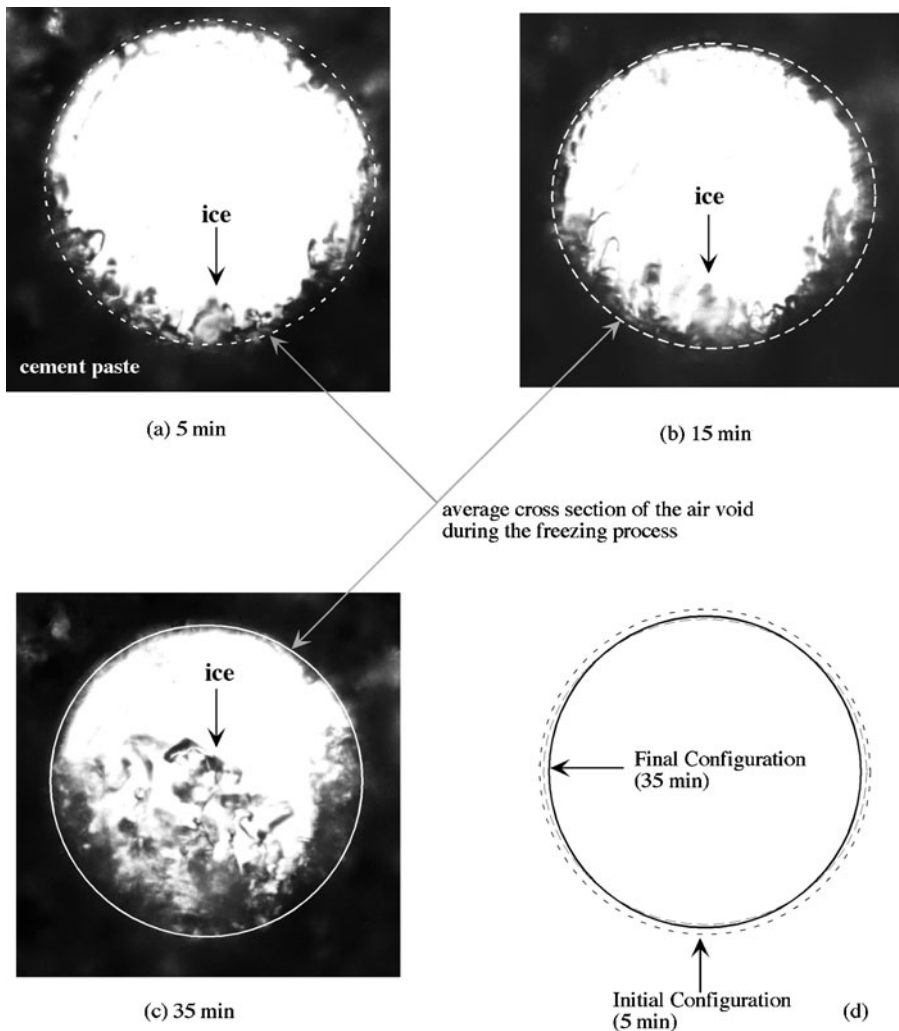 ice
ice
cement paste
(a) 5 min
(b) 15 min
average cross section of the air void
during the freezing process
ice
Final Configuration
(35 min)
Initial Configuration
(5 min)
(c) 35 min
(d)